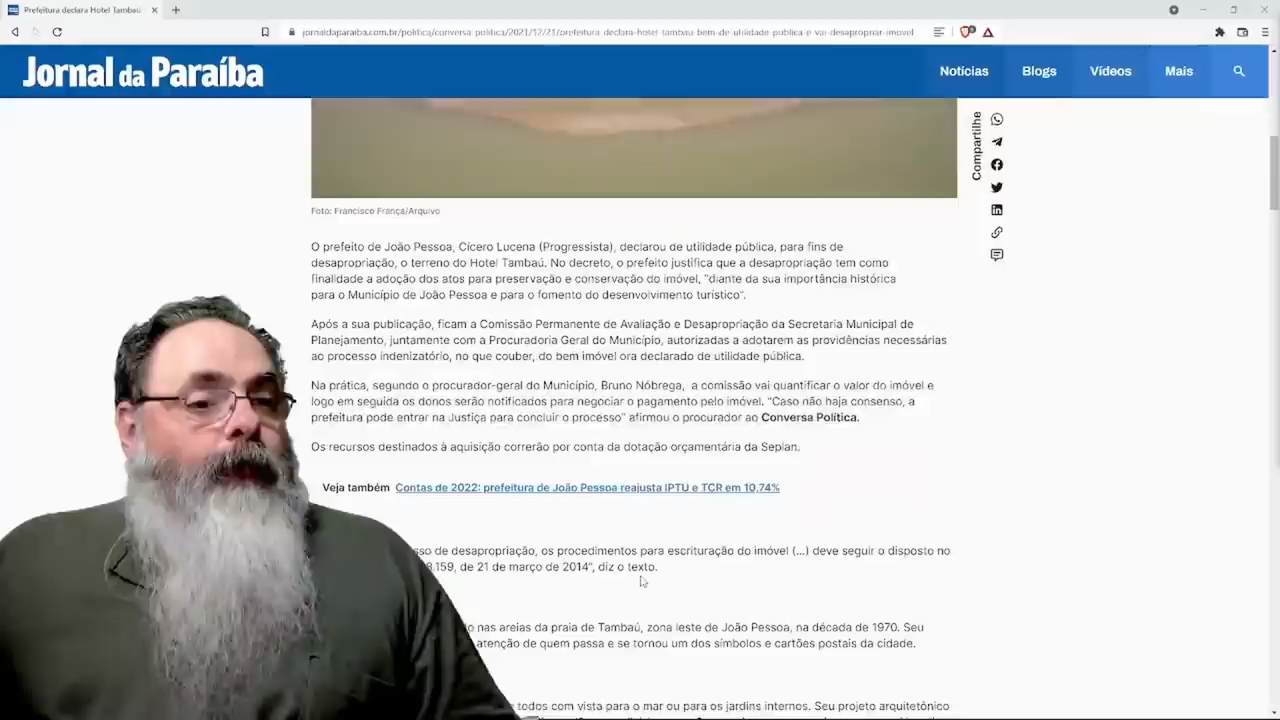 Prefeitura declara Hotel Tambaú
jornaldaparaiba.com.br/politica/conversa-politica/2021/12/21/prefeitura-declara-hotel-tambau-bem-de-utilidade-publica-e-vai-desapropriar-imovel
Jornal da Paraíba
Notícias
Blogs
Vídeos
Mais
Compartilhe
Foto: Francisco França/Arquivo
O prefeito de João Pessoa, Cícero Lucena (Progressista), declarou de utilidade pública, para fins de
desapropriação, o terreno do Hotel Tambaú. No decreto, o prefeito justifica que a desapropriação tem como
finalidade a adoção dos atos para preservação e conservação do imóvel, "diante da sua importância histórica
para o Município de João Pessoa e para o fomento do desenvolvimento turístico".
Após a sua publicação, ficam a Comissão Permanente de Avaliação e Desapropriação da Secretaria Municipal de
Planejamento, juntamente com a Procuradoria Geral do Município, autorizadas a adotarem as providências necessárias
ao processo indenizatório, no que couber, do bem imóvel ora declarado de utilidade pública.
Na prática, segundo o procurador-geral do Município, Bruno Nóbrega, a comissão vai quantificar o valor do imóvel e
logo em seguida os donos serão notificados para negociar o pagamento pelo imóvel. "Caso não haja consenso, a
prefeitura pode entrar na Justiça para concluir o processo" afirmou o procurador ao Conversa Política.
Os recursos destinados à aquisição correrão por conta da dotação orçamentária da Seplan.
Veja também Contas de 2022: prefeitura de João Pessoa reajusta IPTU e TCR em 10,74%
sso de desapropriação, os procedimentos para escrituração do imóvel (...) deve seguir o disposto no
.159, de 21 de março de 2014", diz o texto.
do nas areias da praia de Tambaú, zona leste de João Pessoa, na década de 1970. Seu
atenção de quem passa e se tornou um dos símbolos e cartões postais da cidade.
todos com vista para o mar ou para os jardins internos. Seu projeto arquitetônico